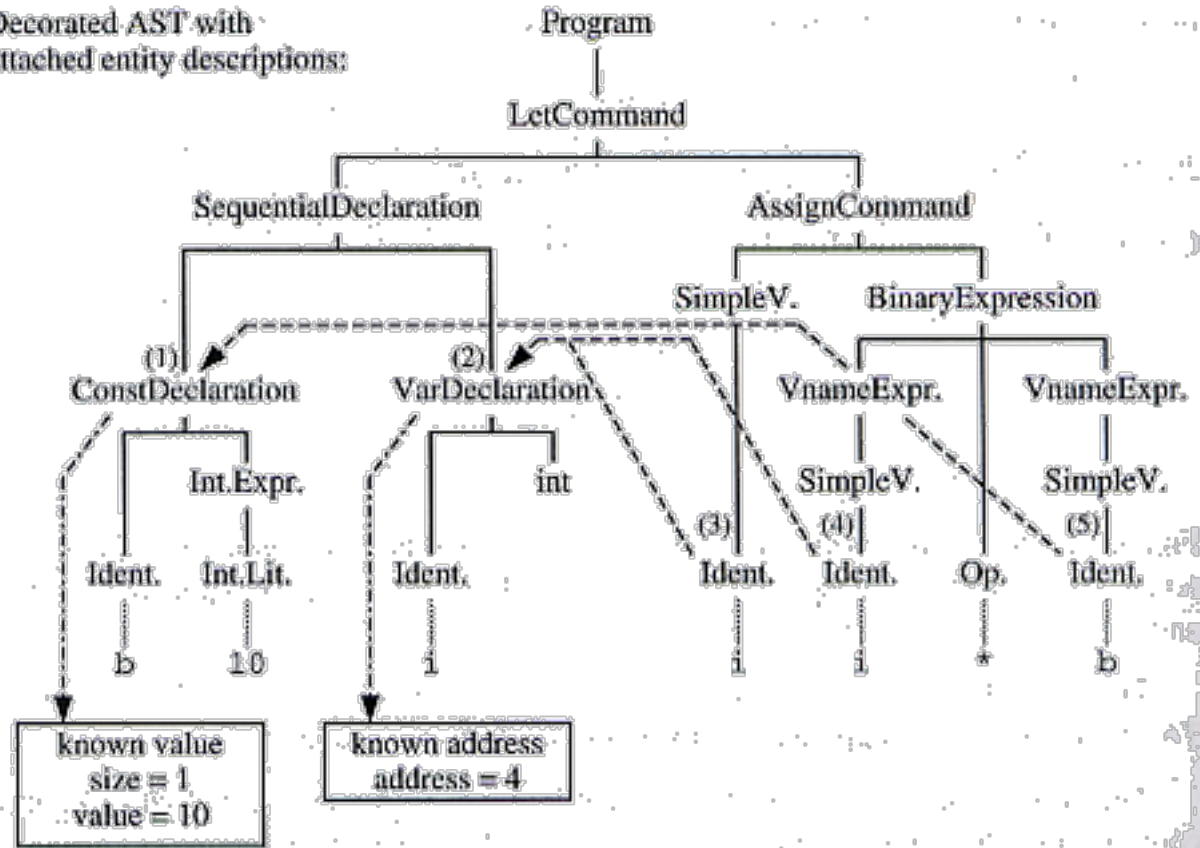 Decorated AST with
attached entity descriptions:
Program
LetCommand
SequentialDeclaration AssignCommand
SimpleV. BinaryExpression
(1) (2)
ConstDeclaration VarDeclaration VnameExpr. VnameExpr.
Int.Expr. int SimpleV. SimpleV.
(3) (4) (5)
Ident. Int.Lit. Ident. Ident. Ident. Op. Ident.
b 10 i i i * b
known value known address
size = 1 address = 4
value = 10